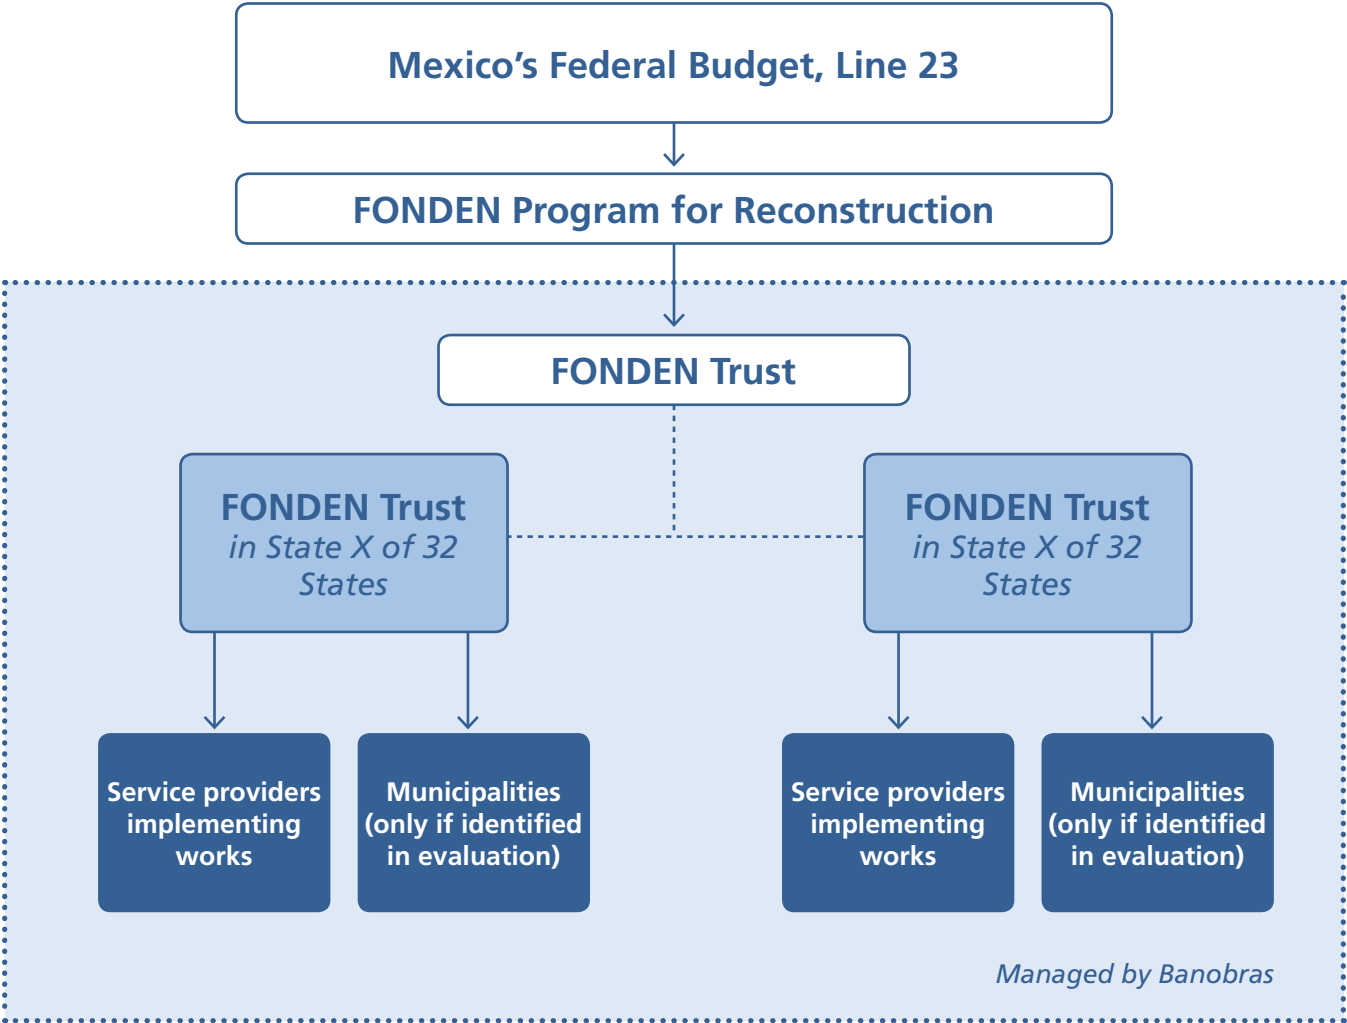 Mexico’s Federal Budget, Line 23
FONDEN Program for Reconstruction
FONDEN Trust
FONDEN Trust
in State X of 32
States
FONDEN Trust
in State X of 32
States
Service providers
implementing
works
Municipalities
(only if identified
in evaluation)
Service providers
implementing
works
Municipalities
(only if identified
in evaluation)
Managed by Banobras